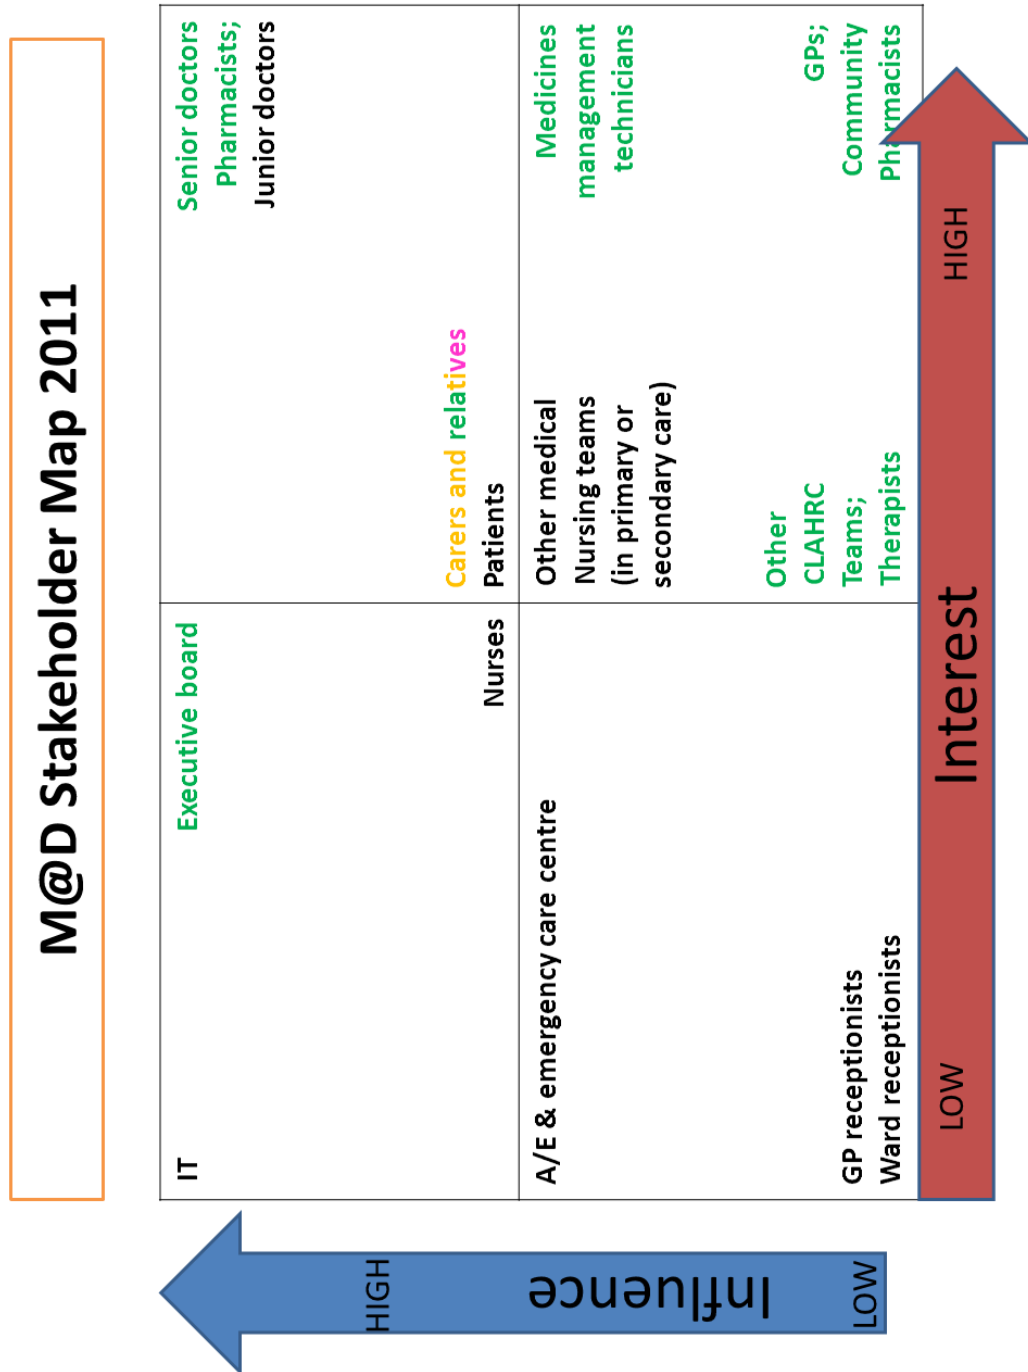 M@D Stakeholder Map 2011
IT
Executive board
Nurses
Senior doctors
Pharmacists;
Junior doctors
Carers and relatives
Patients
A/E & emergency care centre
GP receptionists
Ward receptionists
Other medical
Nursing teams
(in primary or
secondary care)
Medicines
management
technicians
Other
CLAHRC
Teams;
Therapists
GPs;
Community
Pharmacists
HIGH
Influence
LOW
LOW
Interest
HIGH